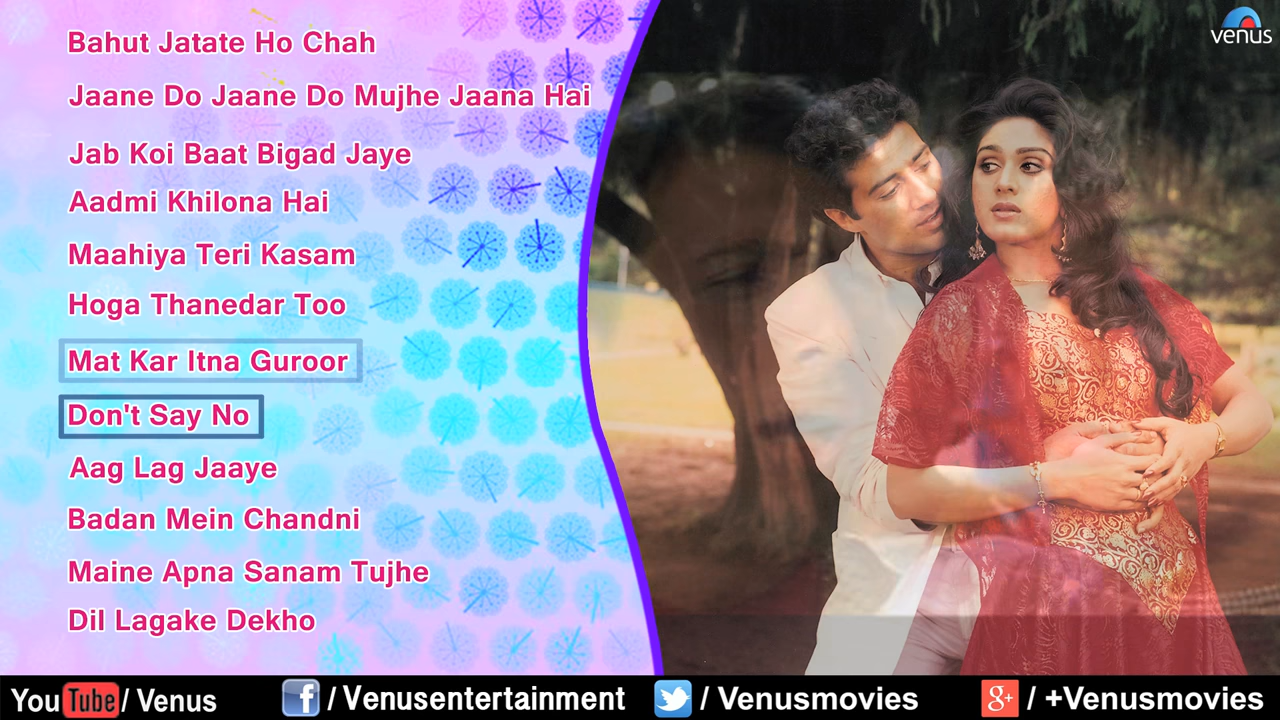 Bahut Jatate Ho Chah
Jaane Do Jaane Do Mujhe Jaana Hai
Jab Koi Baat Bigad Jaye
Aadmi Khilona Hai
Maahiya Teri Kasam
Hoga Thanedar Too
Mat Kar Itna Guroor
Don't Say No
Aag Lag Jaaye
Badan Mein Chandni
Maine Apna Sanam Tujhe
Dil Lagake Dekho
venus
YouTube / Venus
f / Venusentertainment
/ Venusmovies
g+ / +Venusmovies